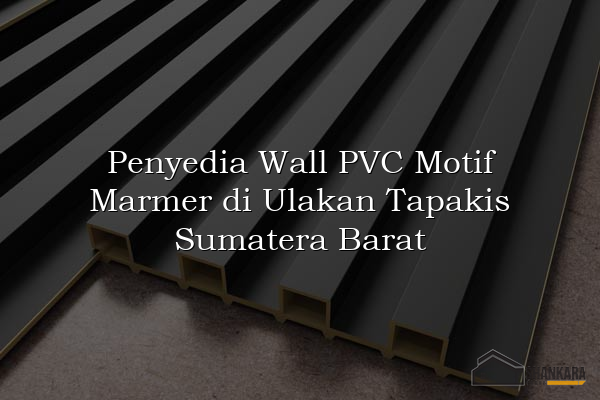 Penyedia Wall PVC Motif
Marmer di Ulakan Tapakis
Sumatera Barat